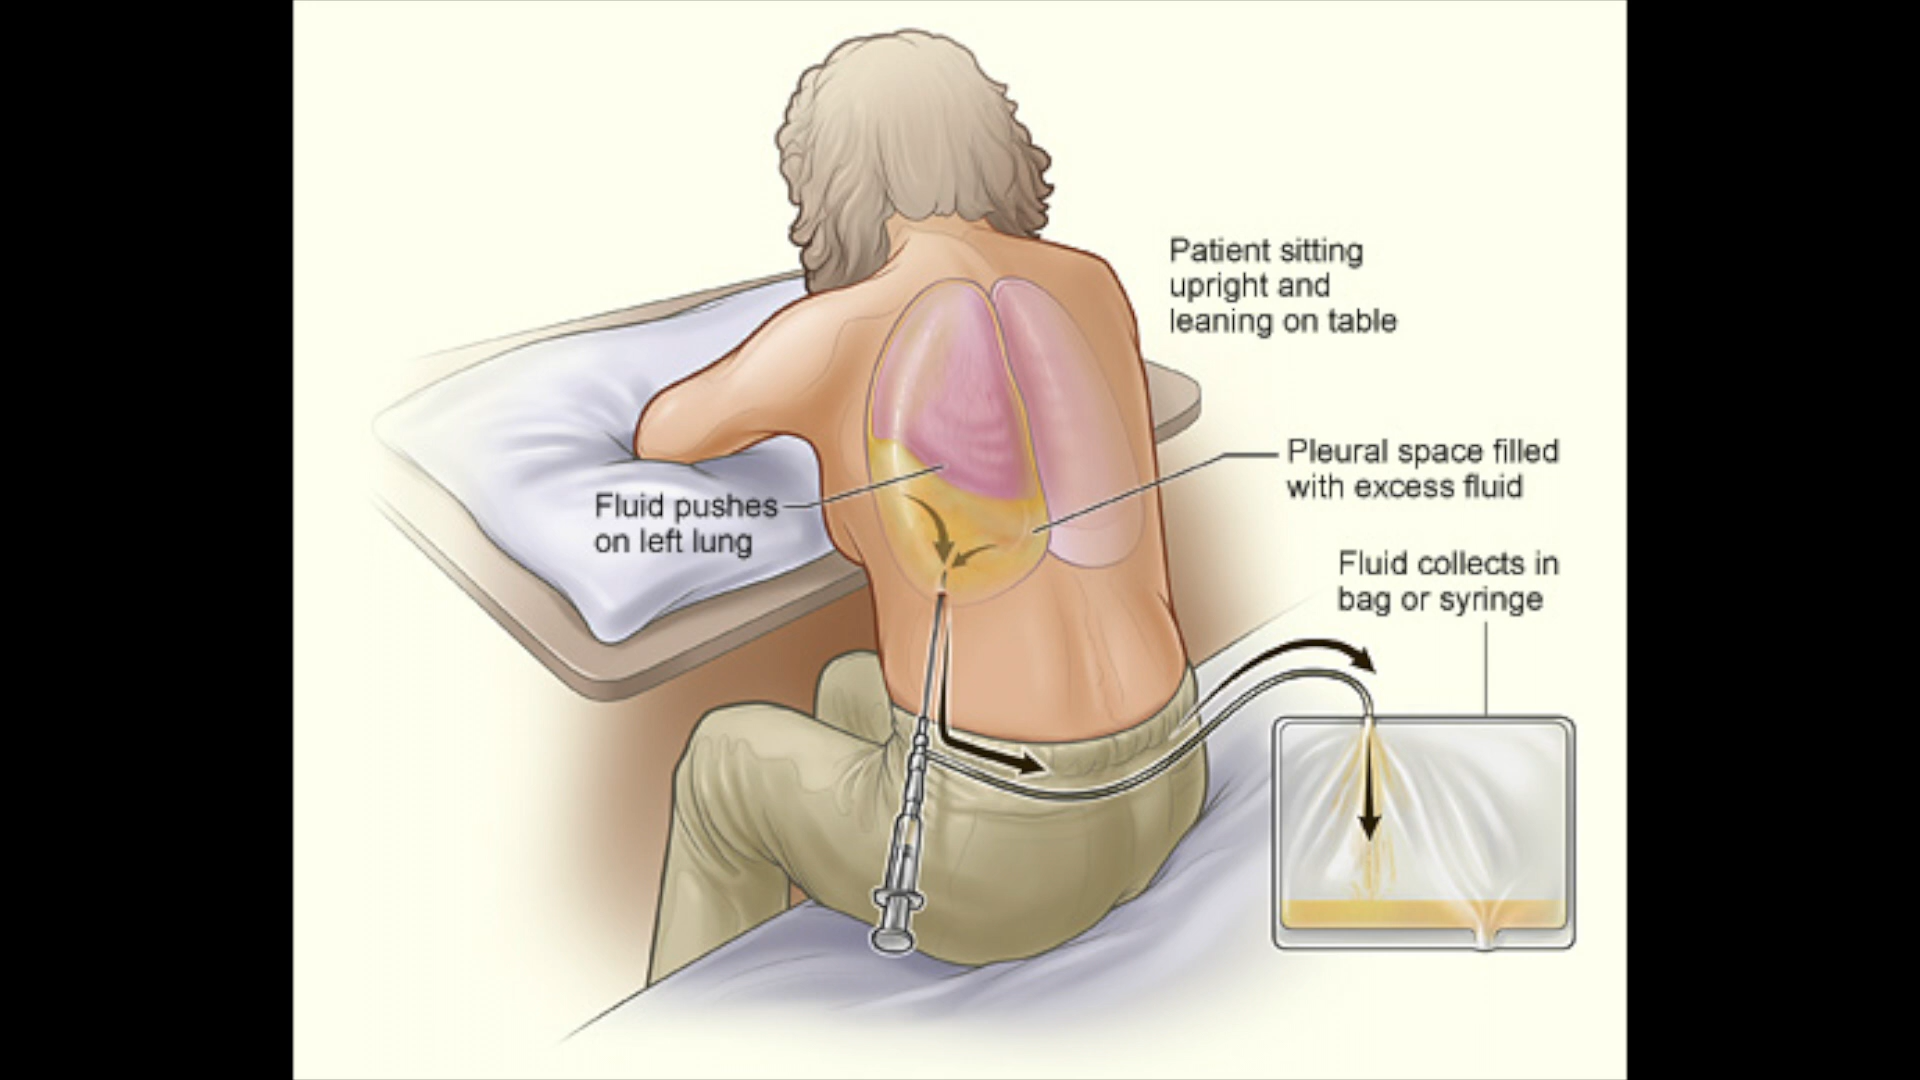 Patient sitting
upright and
leaning on table
Pleural space filled
with excess fluid
Fluid pushes
on left lung
Fluid collects in
bag or syringe